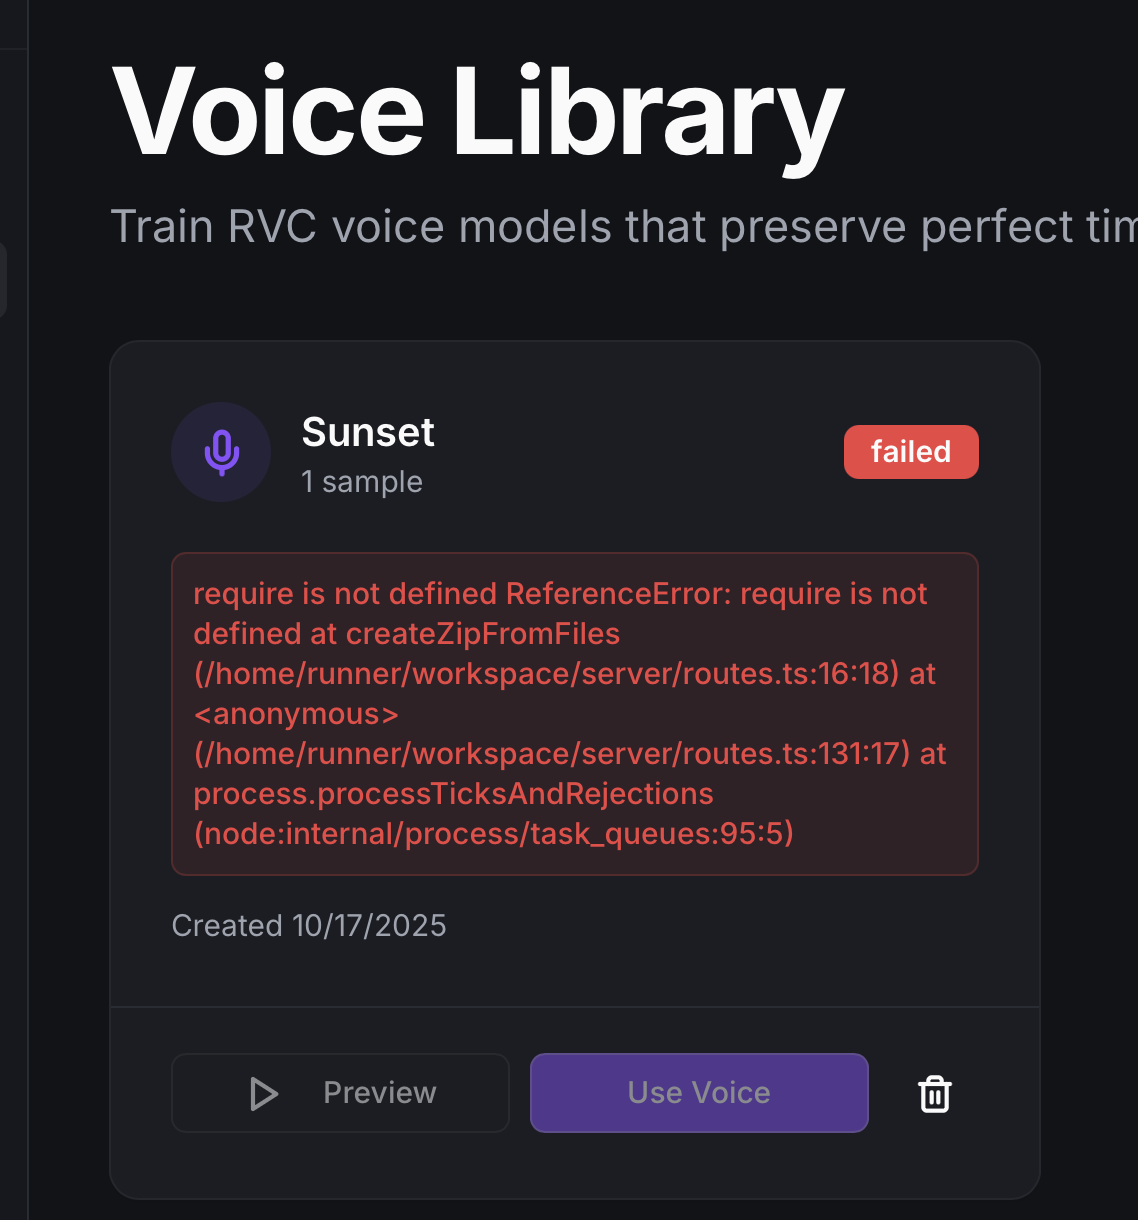 Voice Library
Train RVC voice models that preserve perfect
Sunset
1 sample
failed
require is not defined ReferenceError: require is not
defined at createZipFromFiles
(/home/runner/workspace/server/routes.ts:16:18) at
<anonymous>
(/home/runner/workspace/server/routes.ts:131:17) at
process.processTicksAndRejections
(node:internal/process/task_queues:95:5)
Created 10/17/2025
Preview
Use Voice